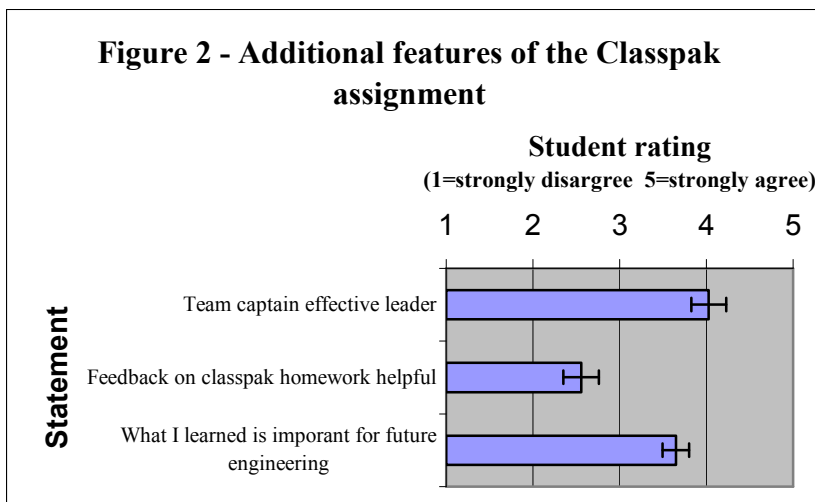 Figure 2 - Additional features of the Classpak
assignment
Student rating
(1=strongly disargree 5=strongly agree)
1 2 3 4 5
Statement
Team captain effective leader
Feedback on classpak homework helpful
What I learned is imporant for future
engineering